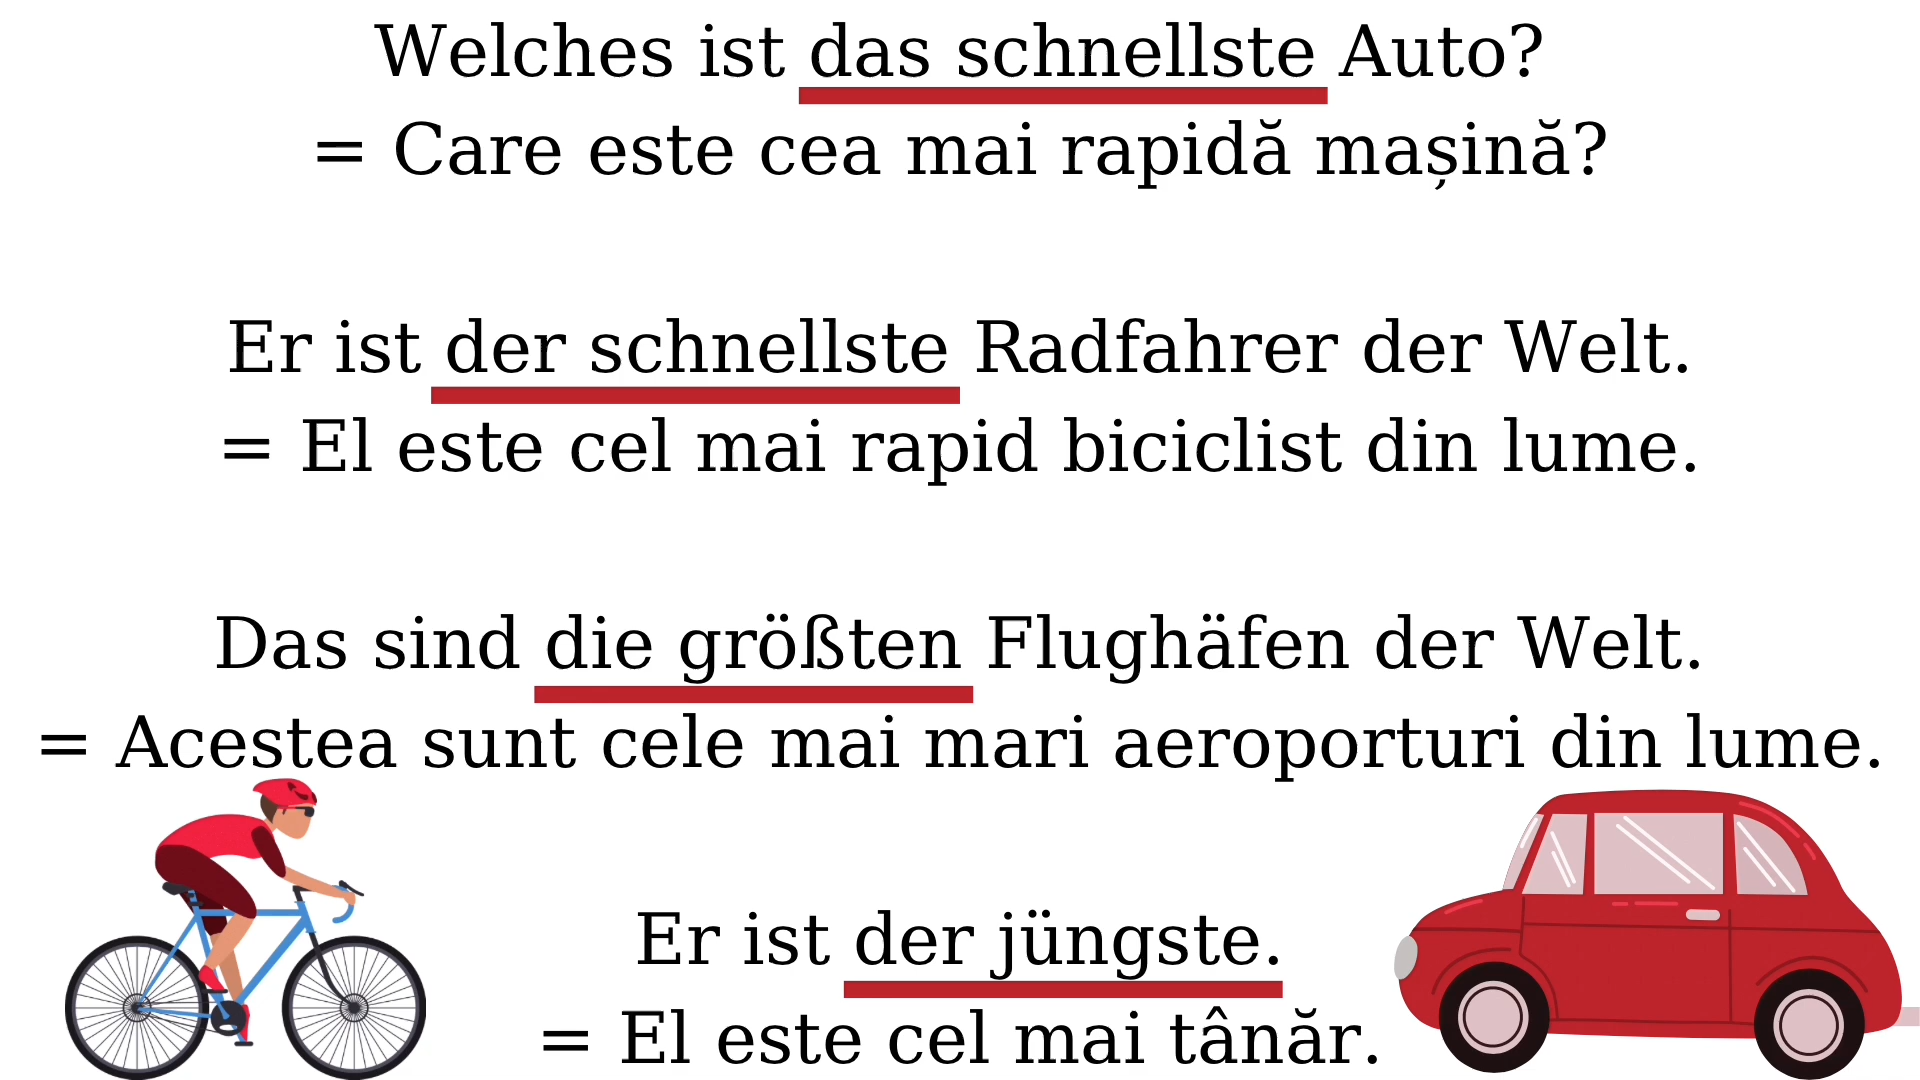 Welches ist das schnellste Auto?
= Care este cea mai rapidă mașină?
Er ist der schnellste Radfahrer der Welt.
= El este cel mai rapid biciclist din lume.
Das sind die größten Flughäfen der Welt.
= Acestea sunt cele mai mari aeroporturi din lume.
Er ist der jüngste.
= El este cel mai tânăr.